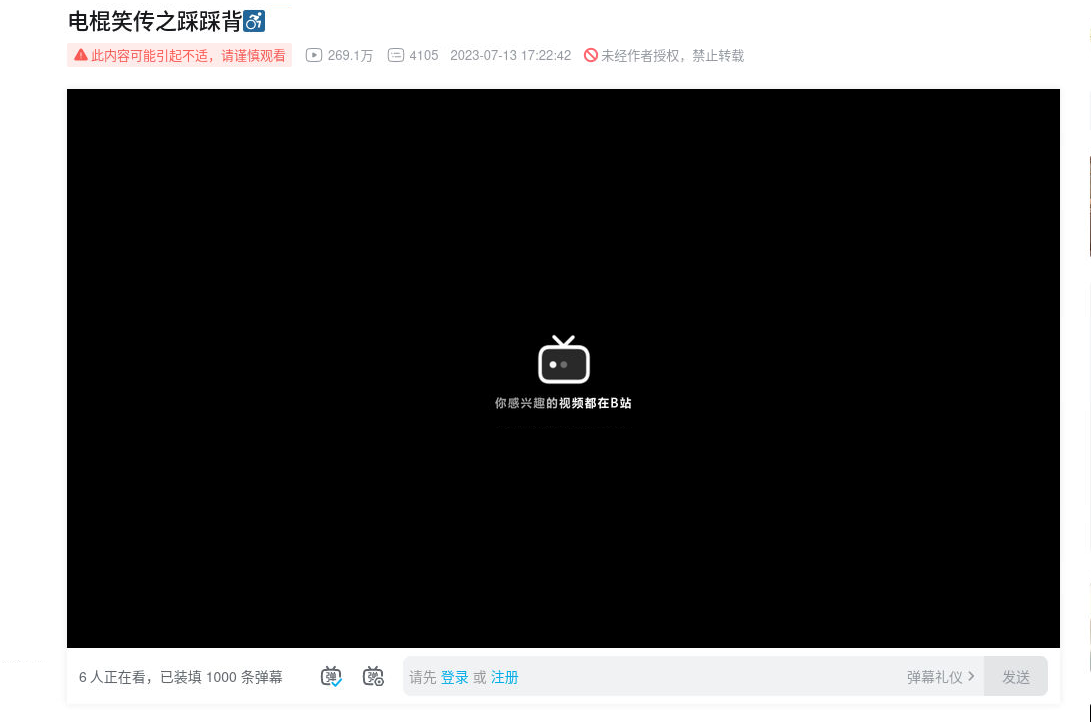 电棍笑传之踩踩背♿
此内容可能引起不适，请谨慎观看 269.1万 4105 2023-07-13 17:22:42 未经作者授权，禁止转载
你感兴趣的视频都在B站
6 人正在看，已装填 1000 条弹幕 弹 弹 请先 登录 或 注册 弹幕礼仪 发送